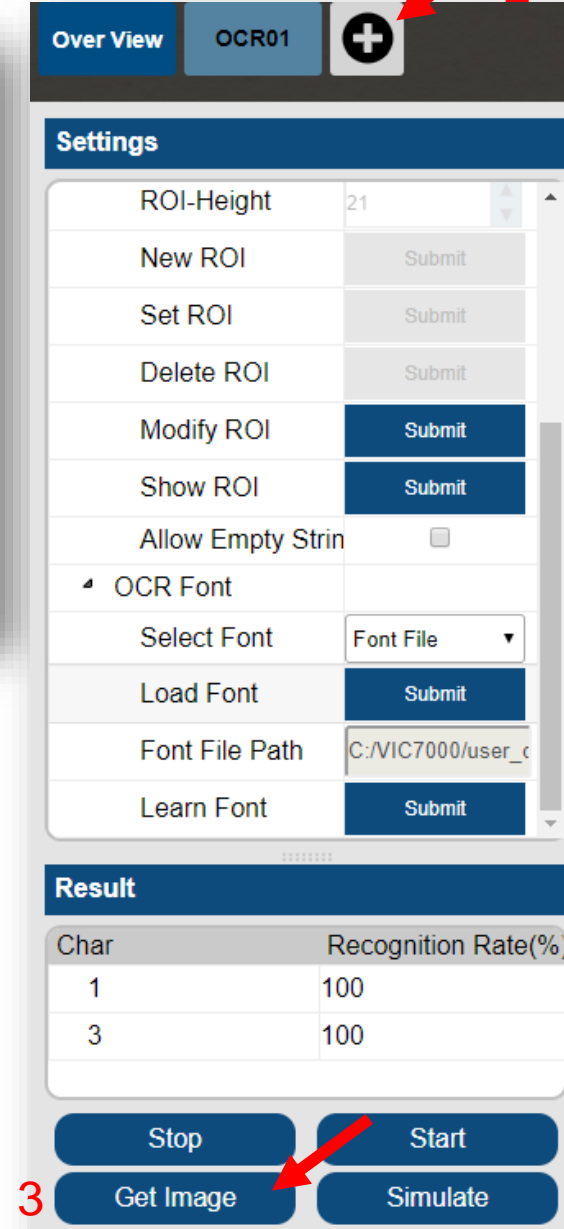 Over View OCR01
Settings
ROI-Height 21
New ROI Submit
Set ROI Submit
Delete ROI Submit
Modify ROI Submit
Show ROI Submit
Allow Empty Strin
OCR Font
Select Font Font File
Load Font Submit
Font File Path C:/VIC7000/user_c
Learn Font Submit
Result
Char Recognition Rate(%)
1 100
3 100
Stop Start
3 Get Image Simulate